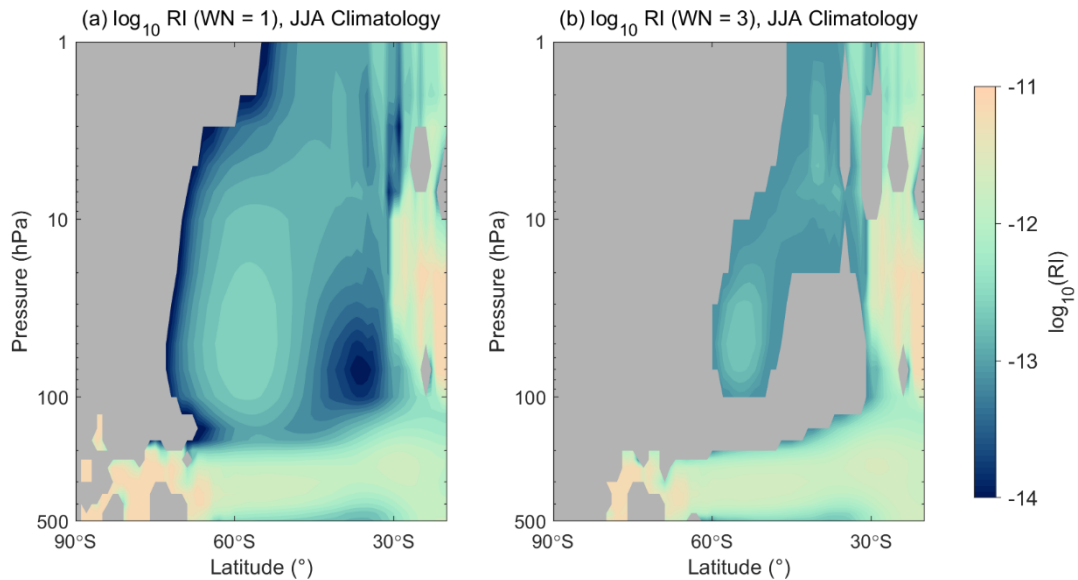 (a) log10 RI (WN = 1), JJA Climatology
(b) log10 RI (WN = 3), JJA Climatology
1
10
100
500
Pressure (hPa)
90°S
60°S
30°S
Latitude (°)
1
10
100
500
Pressure (hPa)
90°S
60°S
30°S
Latitude (°)
-11
-12
-13
-14
log10(RI)